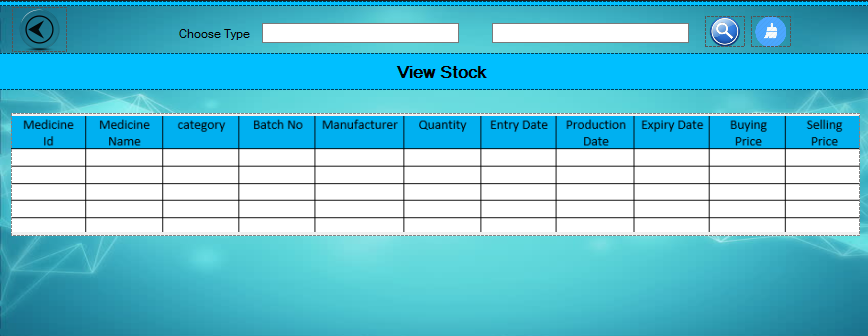 Choose Type
View Stock
Medicine Id
Medicine Name
category
Batch No
Manufacturer
Quantity
Entry Date
Production Date
Expiry Date
Buying Price
Selling Price